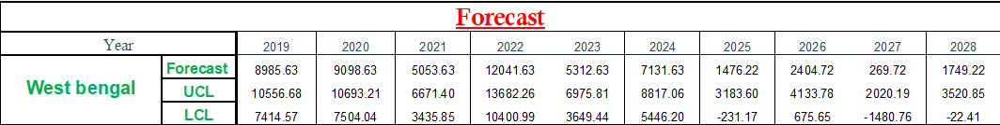 Forecast
Year 2019 2020 2021 2022 2023 2024 2025 2026 2027 2028
West bengal Forecast 8985.63 9098.63 5053.63 12041.63 5312.63 7131.63 1476.22 2404.72 269.72 1749.22
UCL 10556.68 10693.21 6671.40 13682.26 6975.81 8817.06 3183.60 4133.78 2020.19 3520.85
LCL 7414.57 7504.04 3435.85 10400.99 3649.44 5446.20 -231.17 675.65 -1480.76 -22.41